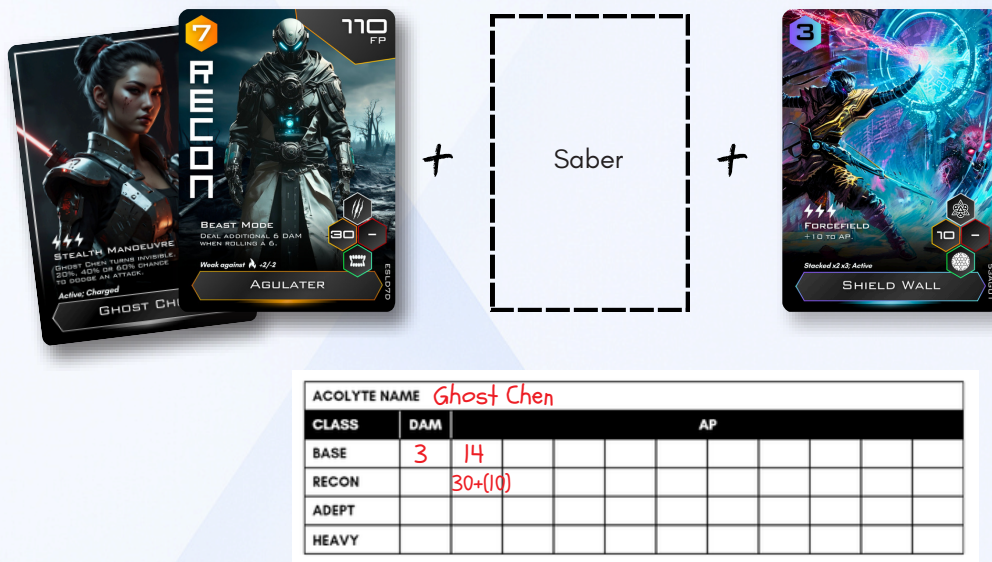 STEALTH MANOEUVRE
GHOST CHEN TURNS INVISIBLE.
20%, 40% OR 60% CHANCE
TO DODGE AN ATTACK.
Active; Charged
GHOST CHE
7
110
FP
RECON
BEAST MODE
DEAL ADDITIONAL 6 DAM
WHEN ROLLING A 6.
30 -
Weak against +2/-2
AGULATER
ESLD7D
+
Saber
+
3
FORCEFIELD
+10 TO AP.
10 -
Stacked x2 x3; Active
SHIELD WALL
ACOLYTE NAME Ghost Chen
CLASS DAM AP
BASE 3 14
RECON 30+(10)
ADEPT
HEAVY